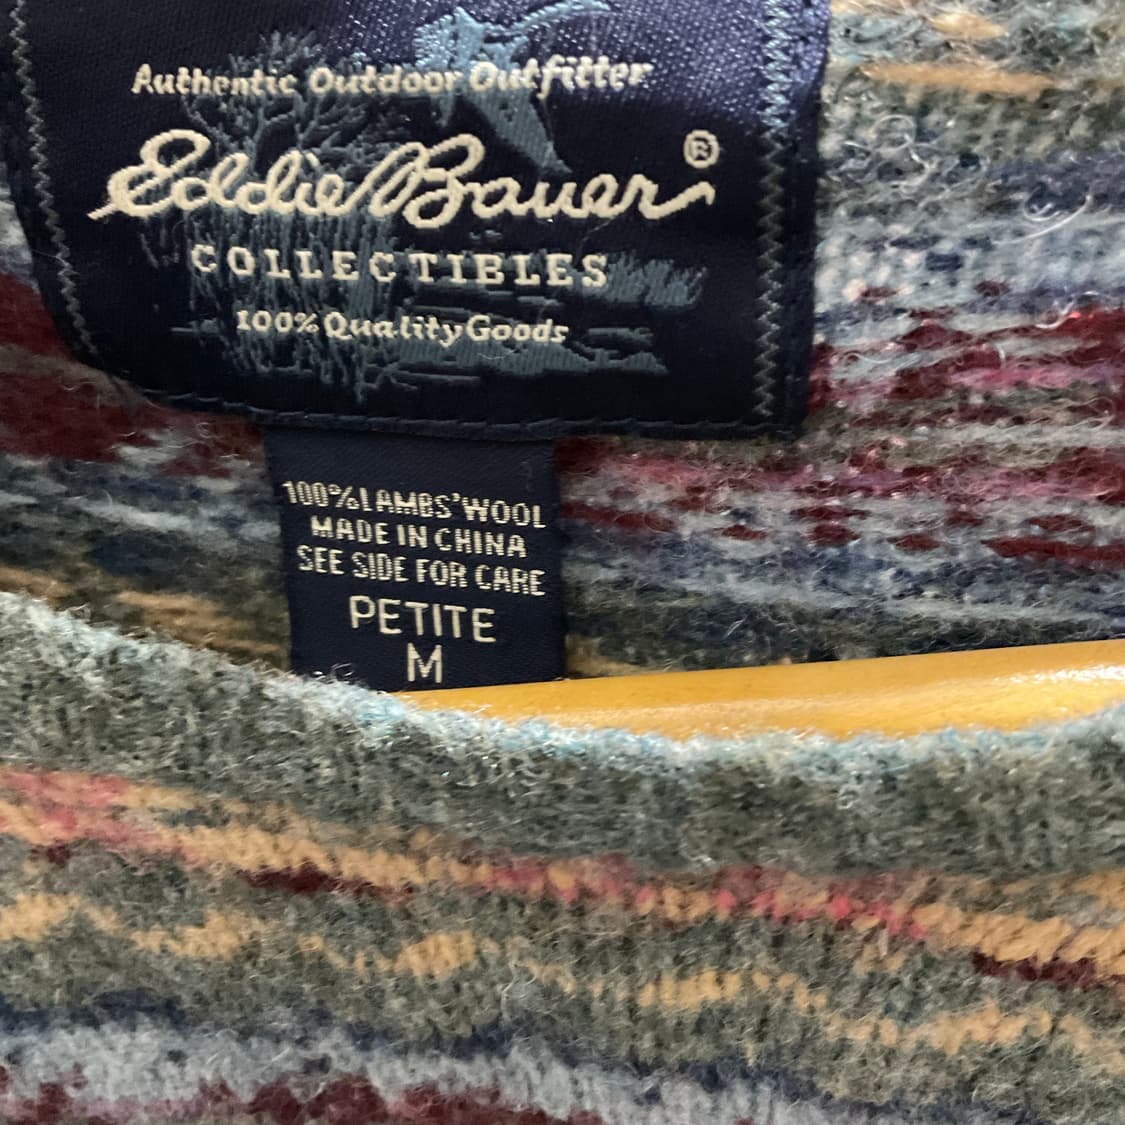 Authentic Outdoor Outfitter
Eddie Bauer®
COLLECTIBLES
100% Quality Goods
100% LAMBS' WOOL
MADE IN CHINA
SEE SIDE FOR CARE
PETITE
M